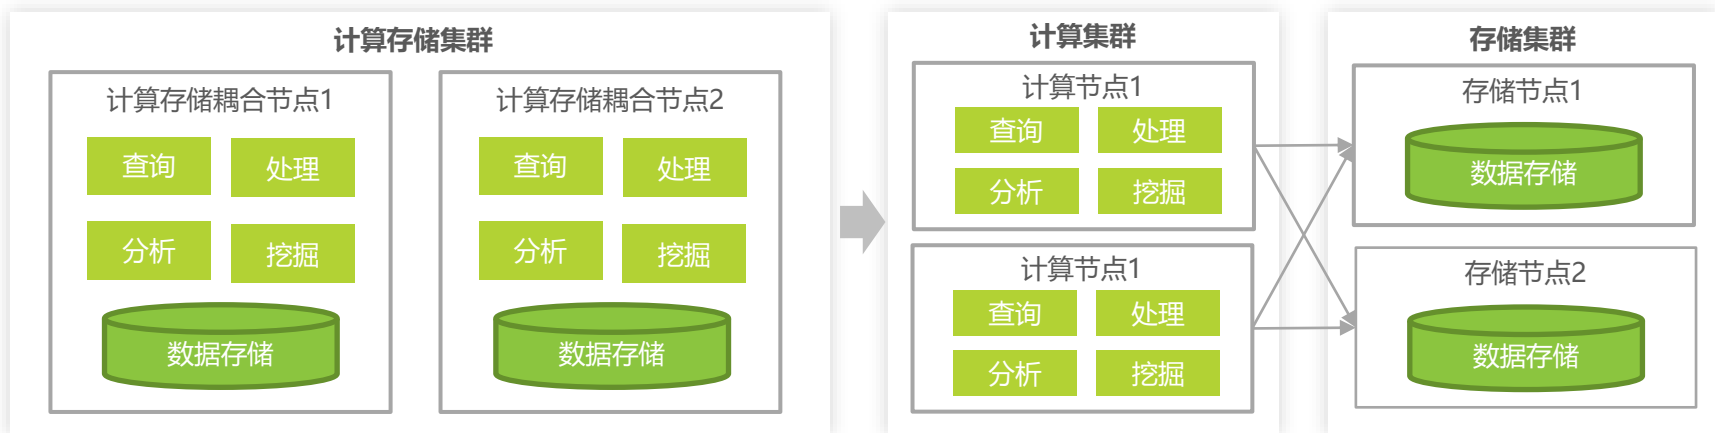 计算存储集群
计算存储耦合节点1
查询
处理
分析
挖掘
数据存储
计算存储耦合节点2
查询
处理
分析
挖掘
数据存储
计算集群
计算节点1
查询
处理
分析
挖掘
计算节点1
查询
处理
分析
挖掘
存储集群
存储节点1
数据存储
存储节点2
数据存储